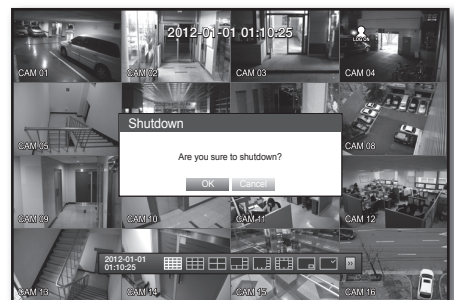 2012-01-01 01:10:25
LOG ON
CAM 01
CAM 02
CAM 03
CAM 04
Shutdown
CAM 05
CAM 08
Are you sure to shutdown?
OK
Cancel
CAM 09
CAM 10
CAM 11
CAM 12
2012-01-01
01:10:25
CAM 13
CAM 14
CAM 15
CAM 16